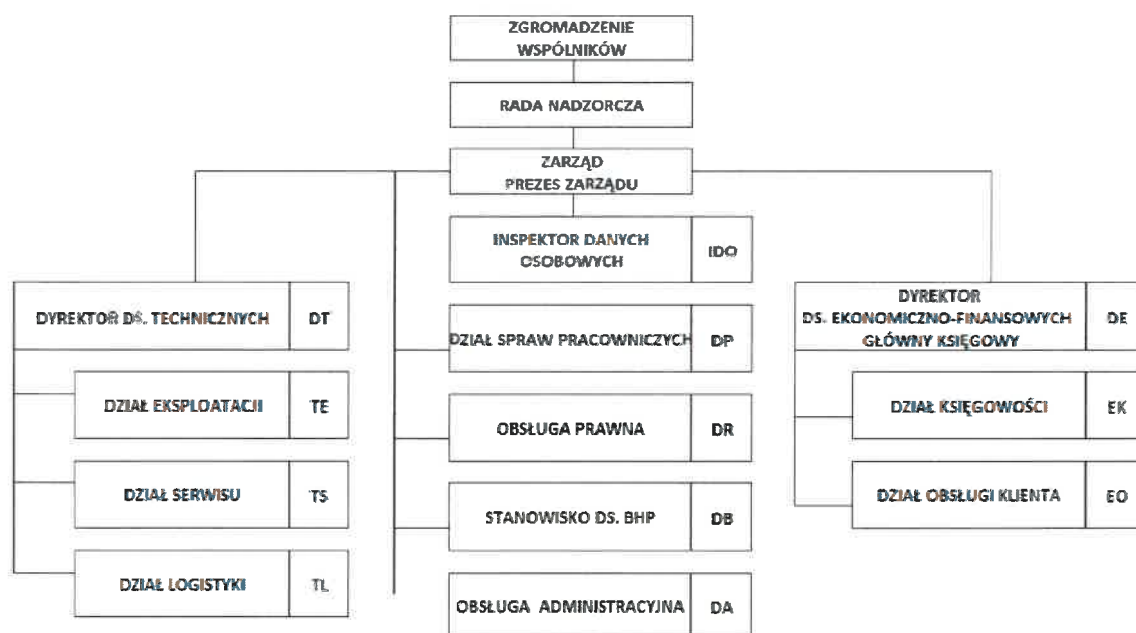 ZGROMADZENIE
WSPÓLNIKÓW
RADA NADZORCZA
ZARZĄD
PREZES ZARZĄDU
INSPEKTOR DANYCH
OSOBOWYCH
IDO
DYREKTOR DS. TECHNICZNYCH
DT
DZIAŁ EKSPLOATACJI
TE
DZIAŁ SERWISU
TS
DZIAŁ LOGISTYKI
TL
DZIAŁ SPRAW PRACOWNICZYCH
DP
OBSŁUGA PRAWNA
DR
STANOWISKO DS. BHP
DB
OBSŁUGA ADMINISTRACYJNA
DA
DYREKTOR
DS. EKONOMICZNO-FINANSOWYCH
GŁÓWNY KSIĘGOWY
DE
DZIAŁ KSIĘGOWOŚCI
EK
DZIAŁ OBSŁUGI KLIENTA
EO